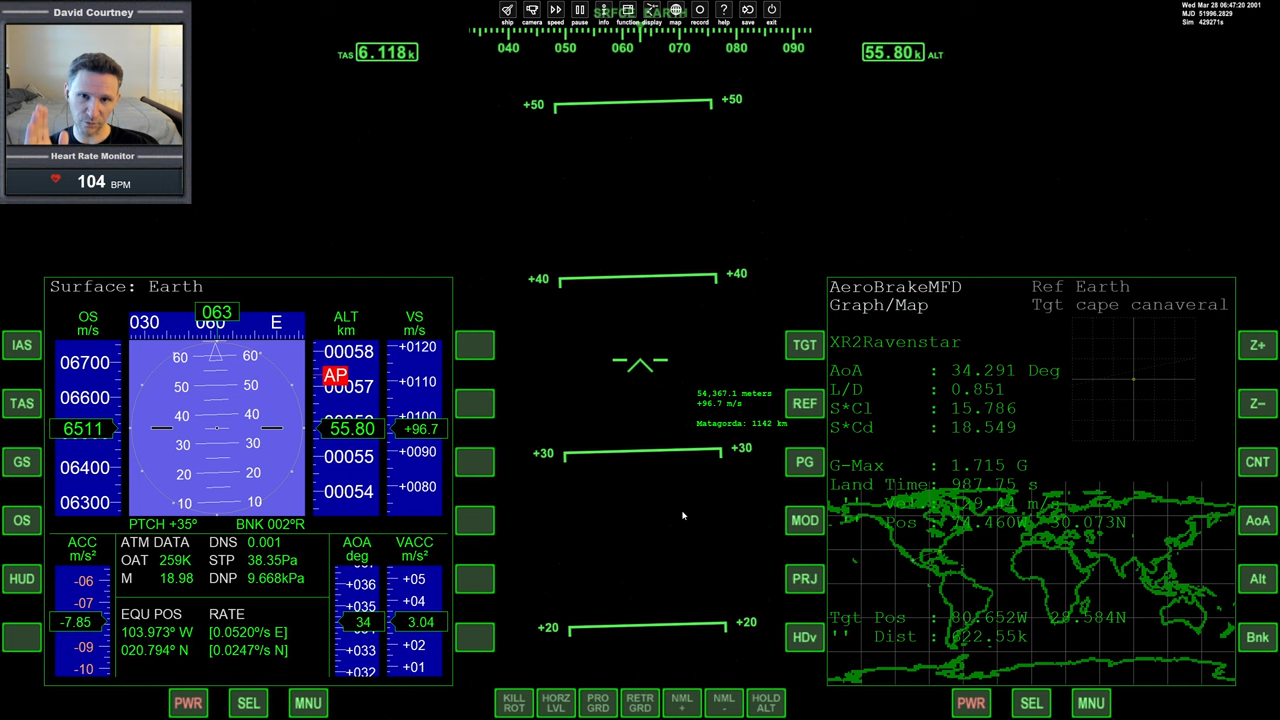 David Courtney
Heart Rate Monitor
104 BPM
ship camera speed pause info function display map record help save exit
Wed Mar 28 06:47:20 2001
MJD 51996.2829
Sim 429271s
TAS 6.118k
040 050 060 070 080 090
55.80k ALT
+50 +50
+40 +40
+30 +30
+20 +20
54,367.1 meters
+96.7 m/s
Matagorda: 1142 km
Surface: Earth
063
OS
m/s
030 060 E
ALT
km
VS
m/s
06700
06600
6511
06400
06300
60 60°
50 50
40 40
30 30
20 20
10 10
00058
AP
00057
55.80
00055
00054
+0120
+0110
+0100
+96.7
+0090
+0080
PTCH +35° BNK 002°R
ACC
m/s²
-06
-07
-7.85
-09
-10
ATM DATA
OAT 259K
M 18.98
DNS 0.001
STP 38.35Pa
DNP 9.668kPa
EQU POS
103.973° W
020.794° N
RATE
[0.0520°/s E]
[0.0247°/s N]
AOA
deg
+036
+035
34
+033
+032
VACC
m/s²
+05
+04
3.04
+02
+01
IAS
TAS
GS
OS
HUD
PWR SEL MNU
KILL ROT
HORZ LVL
PRO GRD
RETR GRD
NML +
NML -
HOLD ALT
AeroBrakeMFD
Graph/Map
Ref Earth
Tgt cape canaveral
XR2Ravenstar
AoA : 34.291 Deg
L/D : 0.851
S*Cl : 15.786
S*Cd : 18.549
G-Max : 1.715 G
Land Time: 987.75 s
TGT
REF
PG
MOD
PRJ
HDv
Z+
Z-
CNT
AoA
Alt
Bnk
PWR SEL MNU